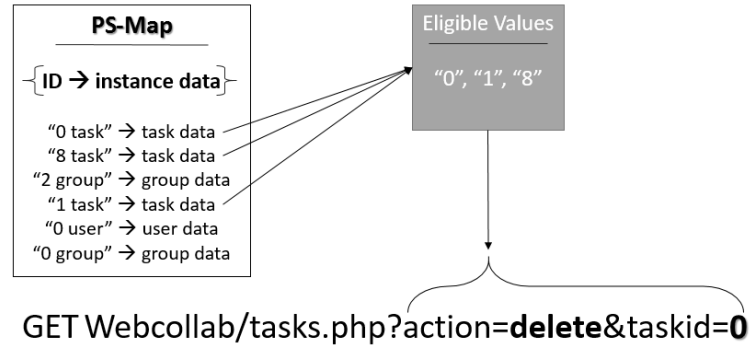 PS-Map
{ID → instance data}
“0 task” → task data
“8 task” → task data
“2 group” → group data
“1 task” → task data
“0 user” → user data
“0 group” → group data
Eligible Values
“0”, “1”, “8”
GET Webcollab/tasks.php?action=delete&taskid=0